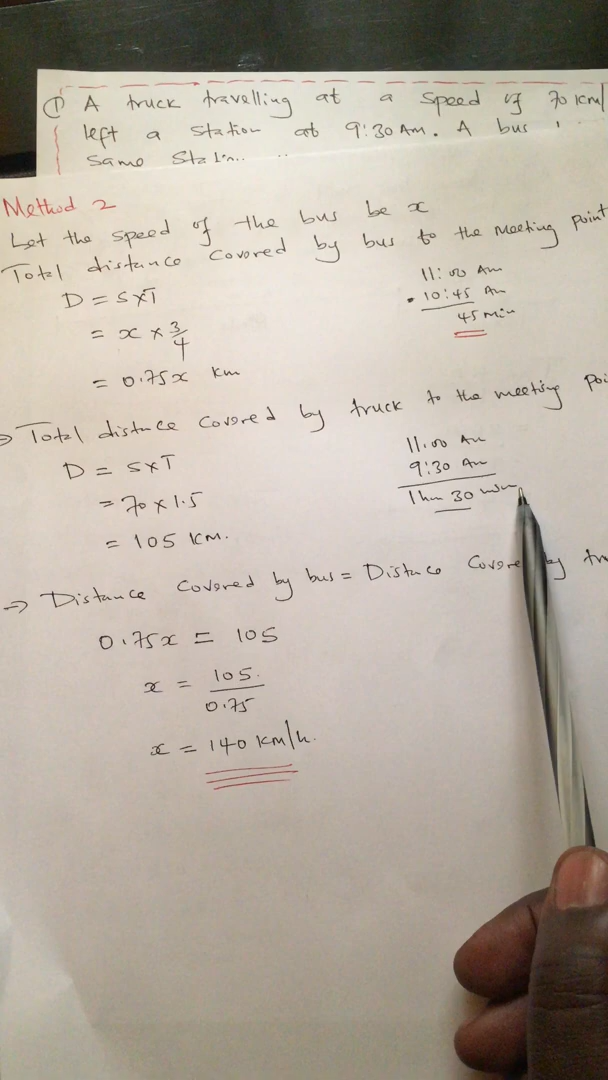 ① A truck travelling at a speed of 70 km/
left a station at 9:30 Am. A bus
same
Method 2
Let the speed of the bus be x
Total distance covered by bus to the meeting point
D = S×T
11:00 Am
10:45 Am
= x × 3/4
45 Min
= 0.75x km
Total distance covered by truck to the meeting poi
D = S×T
11.00 Am
9:30 Am
= 70 × 1.5
1 hr 30 min
= 105 km.
=> Distance covered by bus = Distance covered by tr
0.75x = 105
x = 105/0.75
x = 140 km/h.